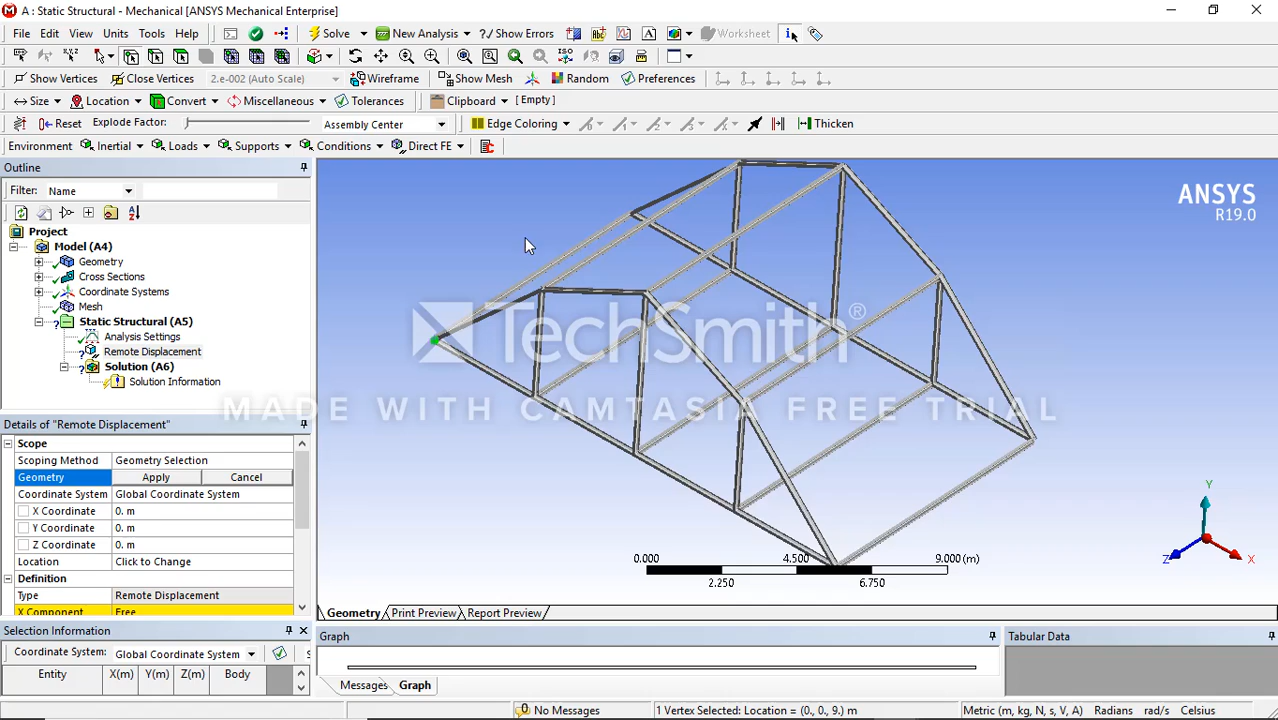 A : Static Structural - Mechanical [ANSYS Mechanical Enterprise]
File Edit View Units Tools Help Solve New Analysis ?/ Show Errors Worksheet i
Show Vertices Close Vertices 2.e-002 (Auto Scale) Wireframe Show Mesh Random Preferences
Size Location Convert Miscellaneous Tolerances Clipboard [ Empty ]
Reset Explode Factor: Assembly Center Edge Coloring Thicken
Environment Inertial Loads Supports Conditions Direct FE
Outline
Filter: Name
Project
Model (A4)
Geometry
Cross Sections
Coordinate Systems
Mesh
Static Structural (A5)
Analysis Settings
Remote Displacement
Solution (A6)
Solution Information
Details of "Remote Displacement"
Scope
Scoping Method Geometry Selection
Geometry Apply Cancel
Coordinate System Global Coordinate System
X Coordinate 0. m
Y Coordinate 0. m
Z Coordinate 0. m
Location Click to Change
Definition
Type Remote Displacement
X Component Free
Selection Information
Coordinate System: Global Coordinate System
Entity X(m) Y(m) Z(m) Body
ANSYS
R19.0
TechSmith®
MADE WITH CAMTASIA FREE TRIAL
Y
Z
X
0.000 4.500 9.000 (m)
2.250 6.750
Geometry Print Preview Report Preview
Graph
Messages Graph
Tabular Data
No Messages 1 Vertex Selected: Location = (0., 0., 9.) m Metric (m, kg, N, s, V, A) Radians rad/s Celsius